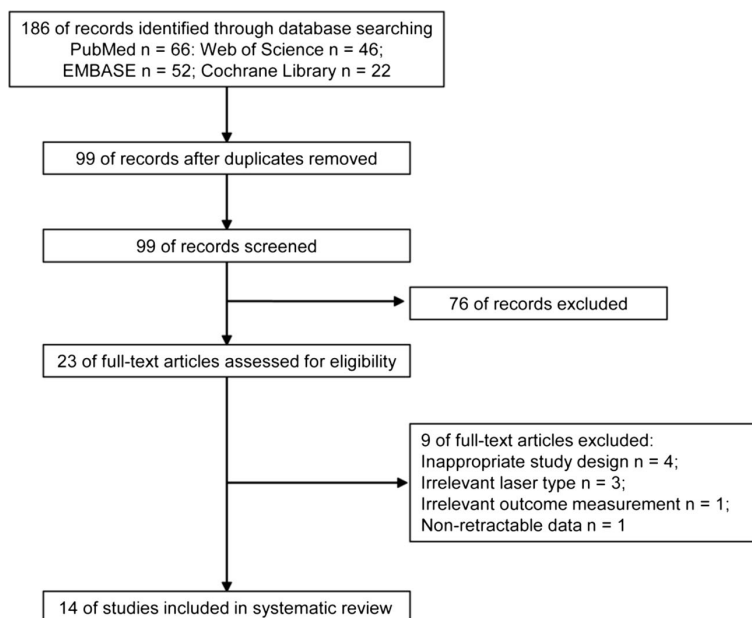 186 of records identified through database searching
PubMed n = 66: Web of Science n = 46;
EMBASE n = 52; Cochrane Library n = 22
99 of records after duplicates removed
99 of records screened
76 of records excluded
23 of full-text articles assessed for eligibility
9 of full-text articles excluded:
Inappropriate study design n = 4;
Irrelevant laser type n = 3;
Irrelevant outcome measurement n = 1;
Non-retractable data n = 1
14 of studies included in systematic review